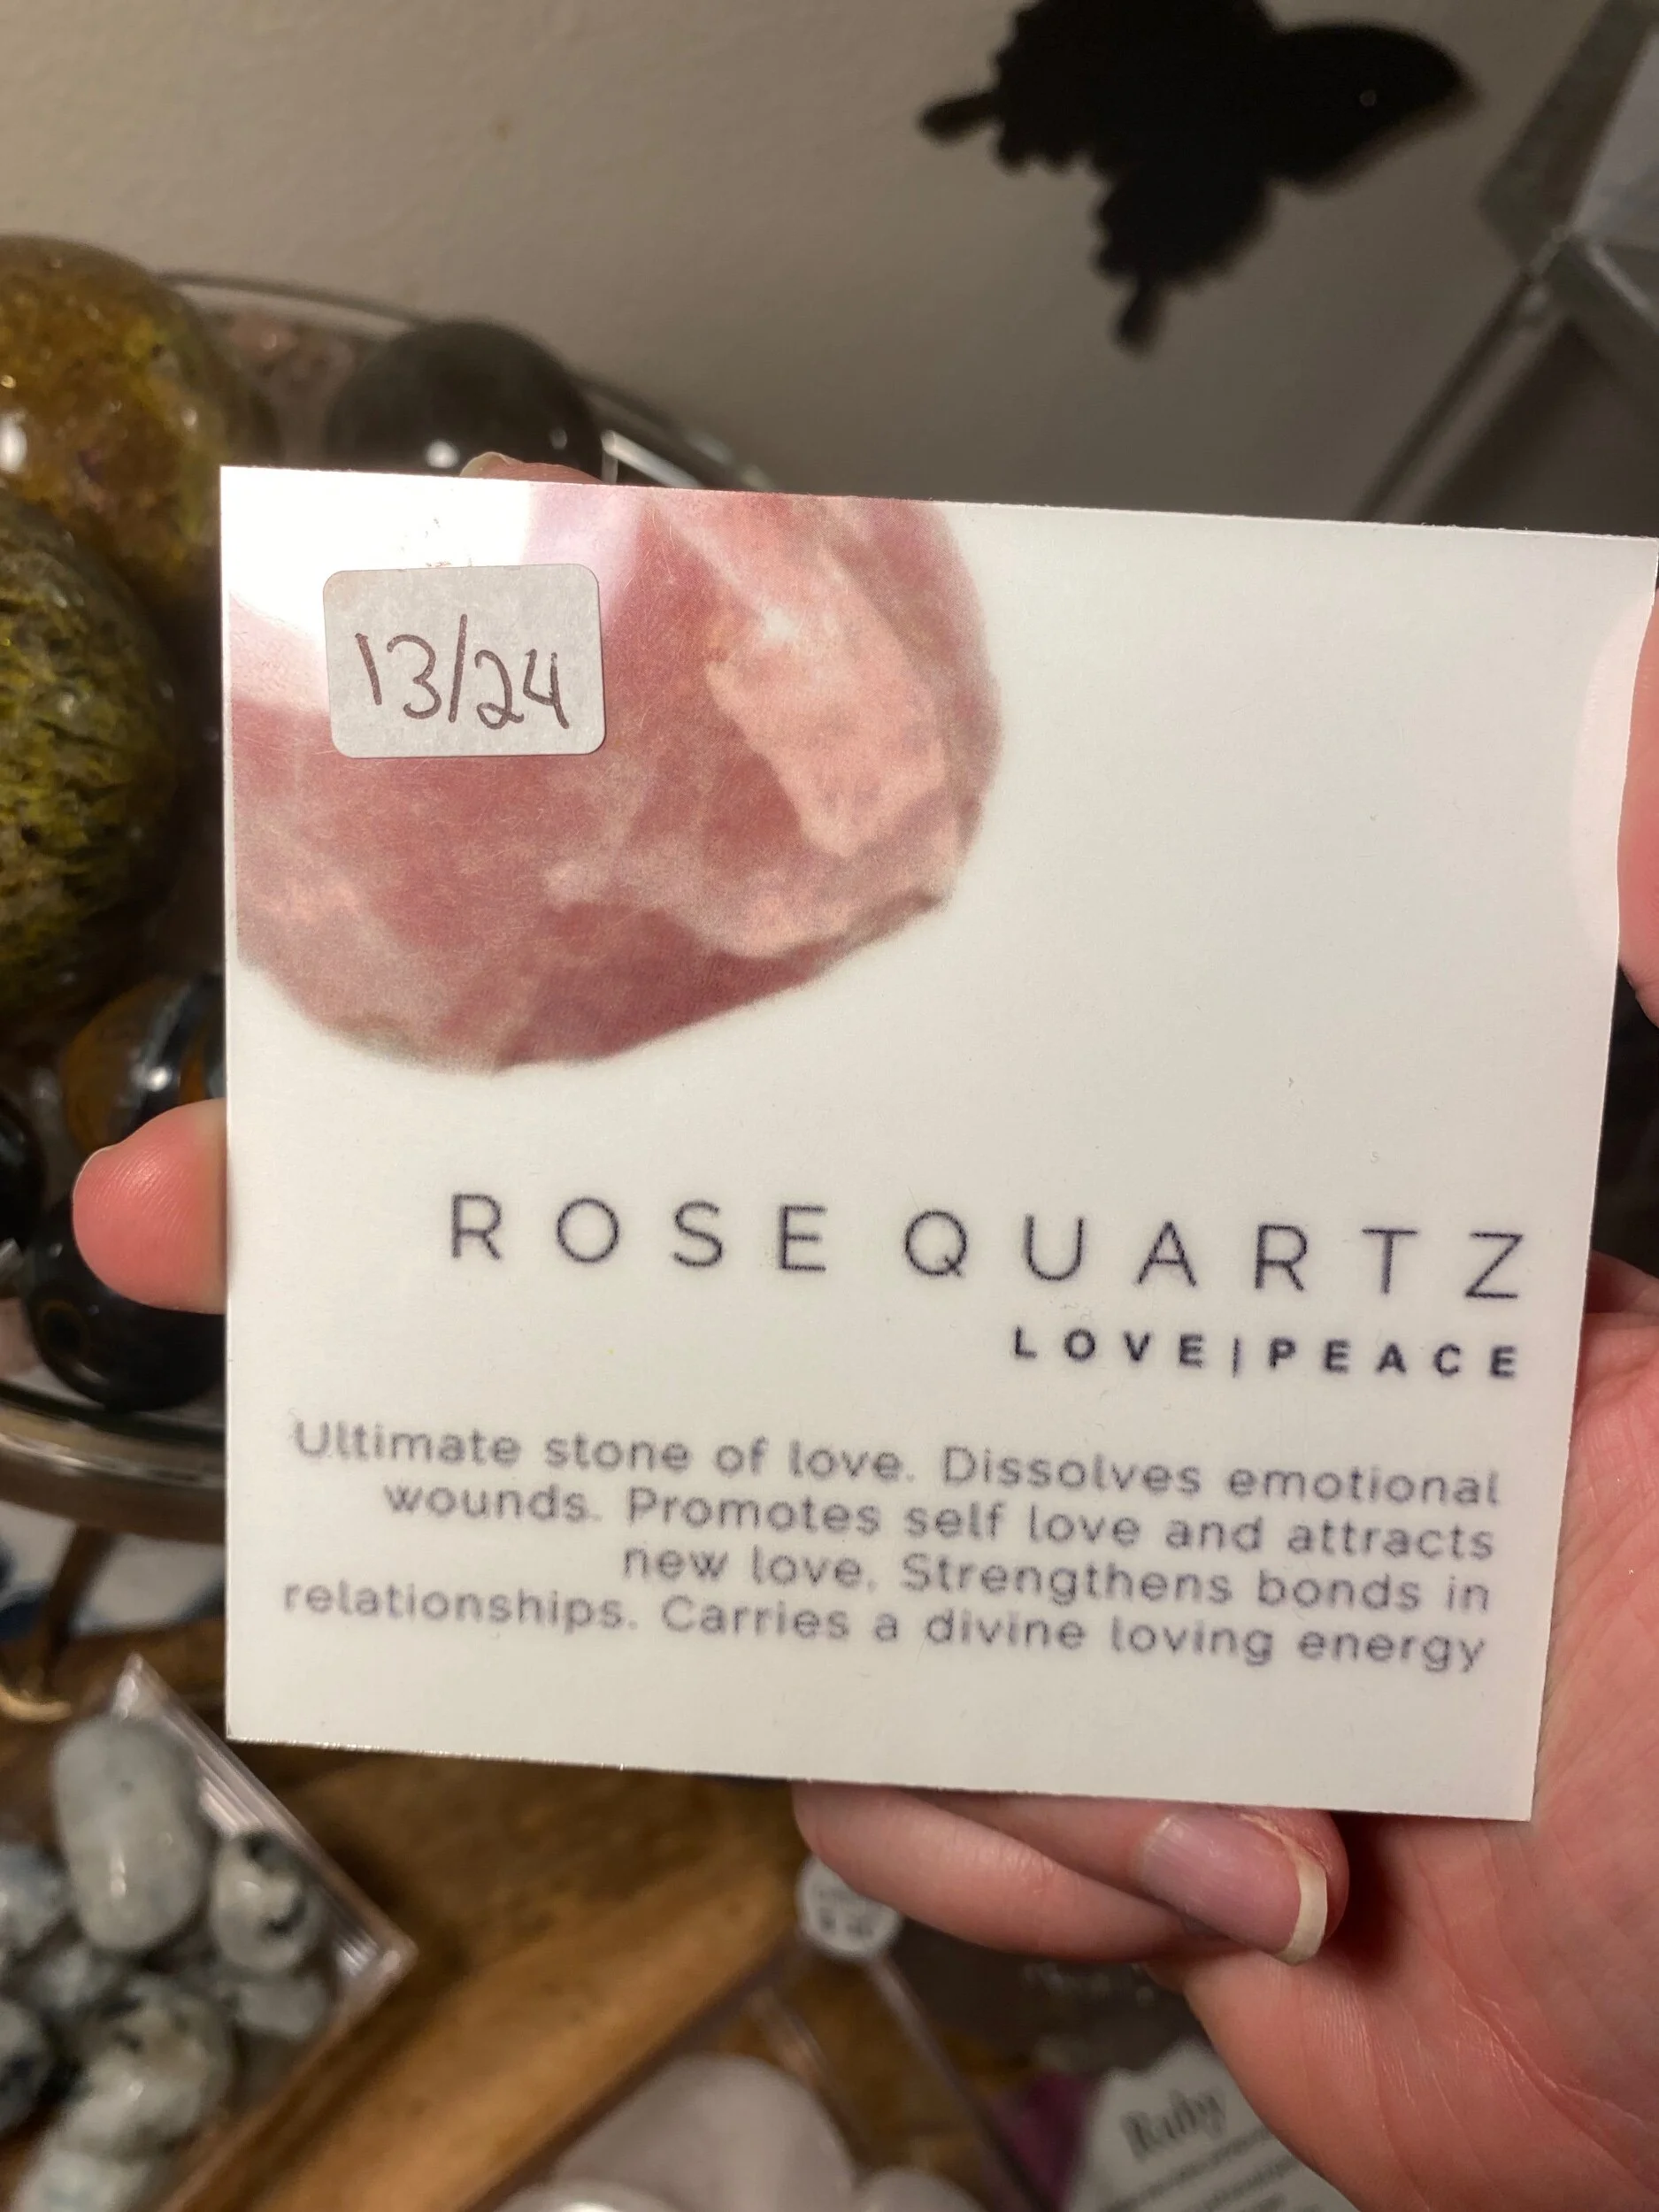 13/24
ROSE QUARTZ
LOVE|PEACE
Ultimate stone of love. Dissolves emotional
wounds. Promotes self love and attracts
new love. Strengthens bonds in
relationships. Carries a divine loving energy
Ruby